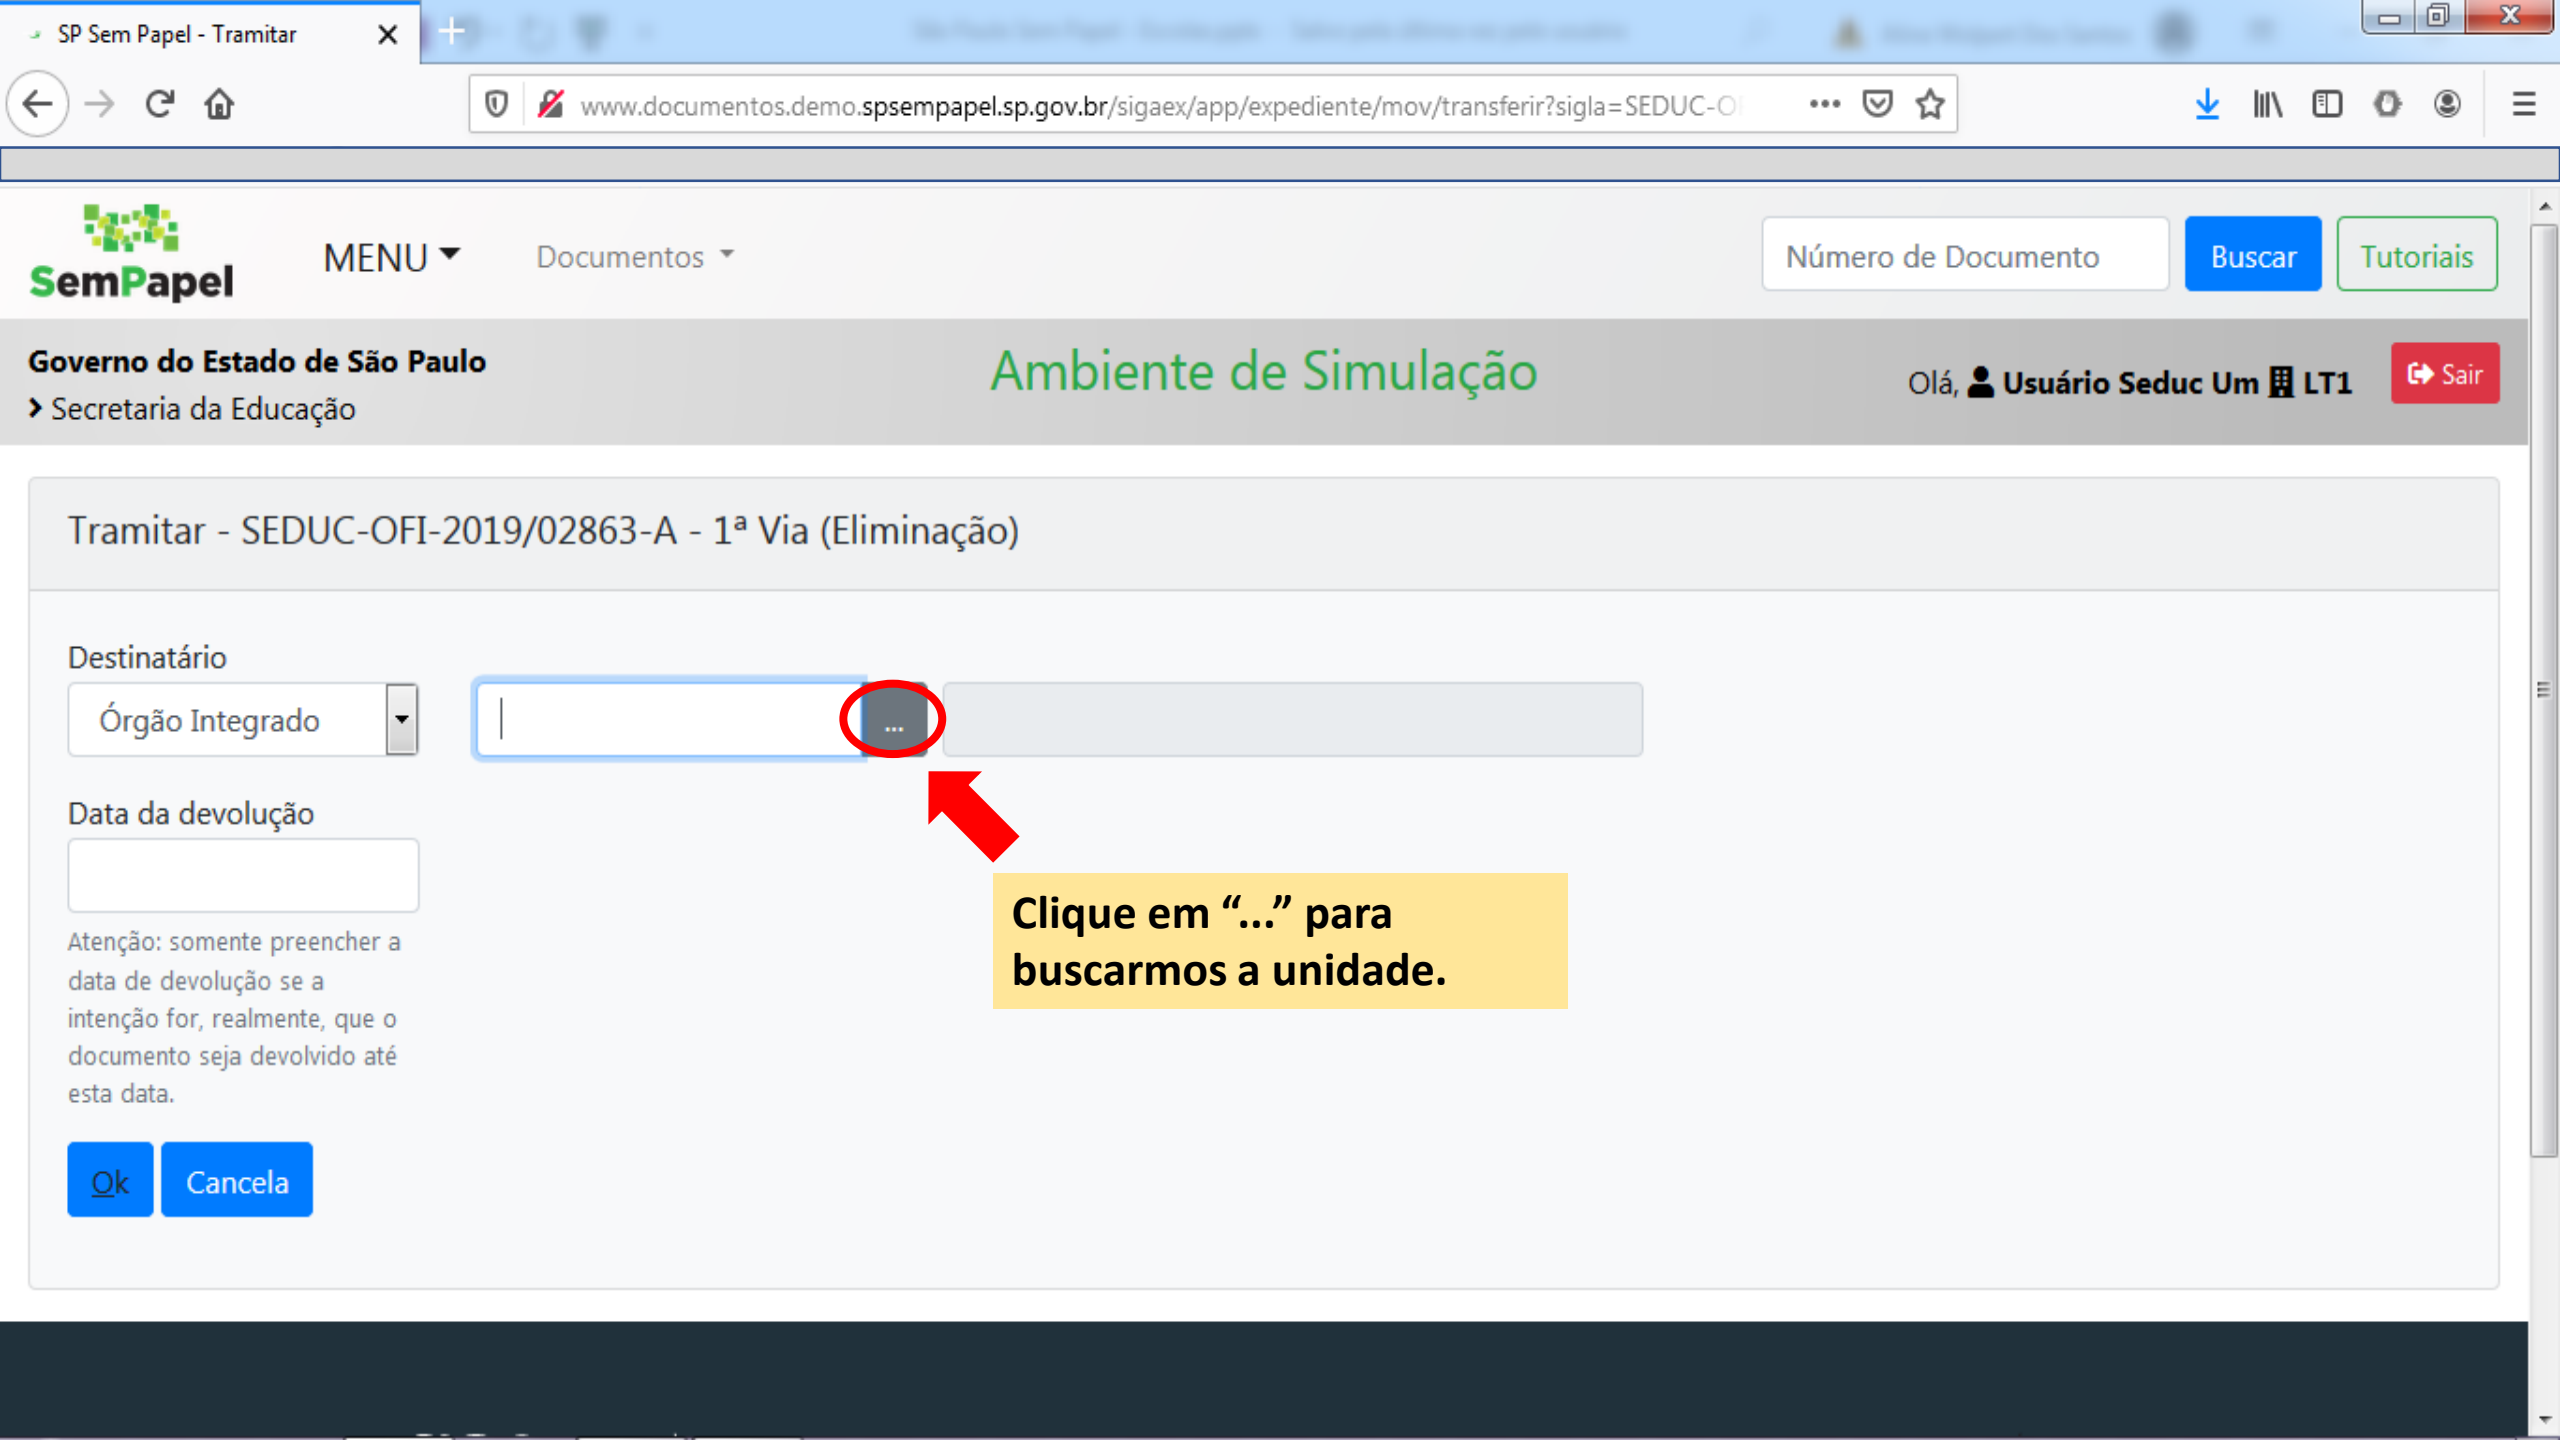 SP Sem Papel - Tramitar
www.documentos.demo.spsempapel.sp.gov.br/sigaex/app/expediente/mov/transferir?sigla=SEDUC-O
SemPapel
MENU
Documentos
Número de Documento
Buscar
Tutoriais
Governo do Estado de São Paulo
Secretaria da Educação
Ambiente de Simulação
Olá, Usuário Seduc Um LT1
Sair
Tramitar - SEDUC-OFI-2019/02863-A - 1ª Via (Eliminação)
Destinatário
Órgão Integrado
...
Data da devolução
Atenção: somente preencher a
data de devolução se a
intenção for, realmente, que o
documento seja devolvido até
esta data.
Clique em “...” para
buscarmos a unidade.
Ok
Cancela